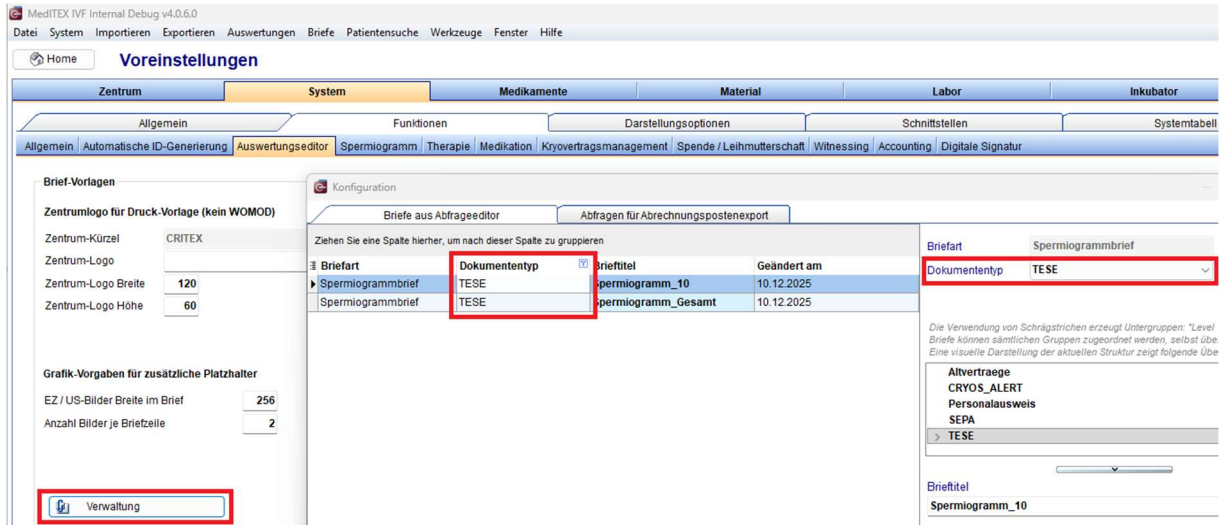 MedITEX IVF Internal Debug v4.0.6.0
Datei System Importieren Exportieren Auswertungen Briefe Patientensuche Werkzeuge Fenster Hilfe
Home Voreinstellungen
Zentrum System Medikamente Material Labor Inkubator
Allgemein Funktionen Darstellungsoptionen Schnittstellen Systemtabell
Allgemein Automatische ID-Generierung Auswertungseditor Spermiogramm Therapie Medikation Kryovertragsmanagement Spende / Leihmutterschaft Witnessing Accounting Digitale Signatur
Brief-Vorlagen
Zentrumlogo für Druck-Vorlage (kein WOMOD)
Zentrum-Kürzel CRITEX
Zentrum-Logo
Zentrum-Logo Breite 120
Zentrum-Logo Höhe 60
Grafik-Vorgaben für zusätzliche Platzhalter
EZ / US-Bilder Breite im Brief 256
Anzahl Bilder je Briefzeile 2
Verwaltung
Konfiguration
Briefe aus Abfrageeditor Abfragen für Abrechnungspostenexport
Ziehen Sie eine Spalte hierher, um nach dieser Spalte zu gruppieren
Briefart Dokumententyp Brieftitel Geändert am
Spermiogrammbrief TESE Spermiogramm_10 10.12.2025
Spermiogrammbrief TESE Spermiogramm_Gesamt 10.12.2025
Briefart Spermiogrammbrief
Dokumententyp TESE
Die Verwendung von Schrägstrichen erzeugt Untergruppen: "Level
Briefe können sämtlichen Gruppen zugeordnet werden, selbst übe
Eine visuelle Darstellung der aktuellen Struktur zeigt folgende Übe
Altvertraege
CRYOS_ALERT
Personalausweis
SEPA
TESE
Brieftitel
Spermiogramm_10